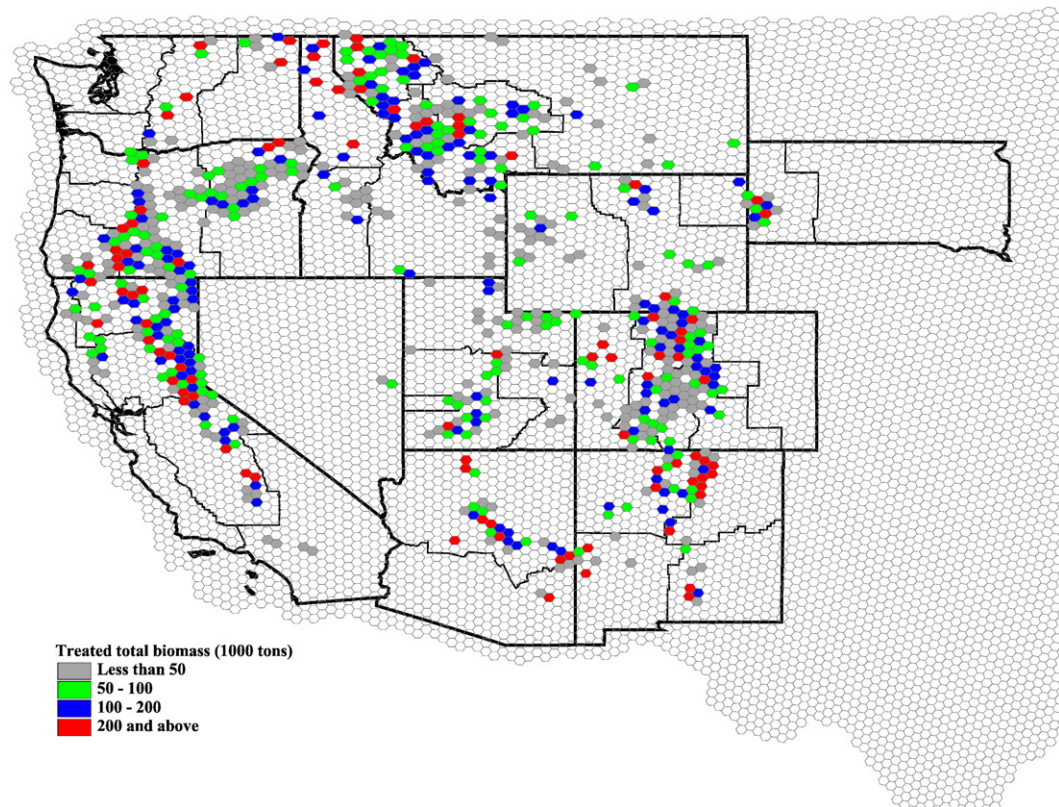 Treated total biomass (1000 tons)
Less than 50
50 - 100
100 - 200
200 and above